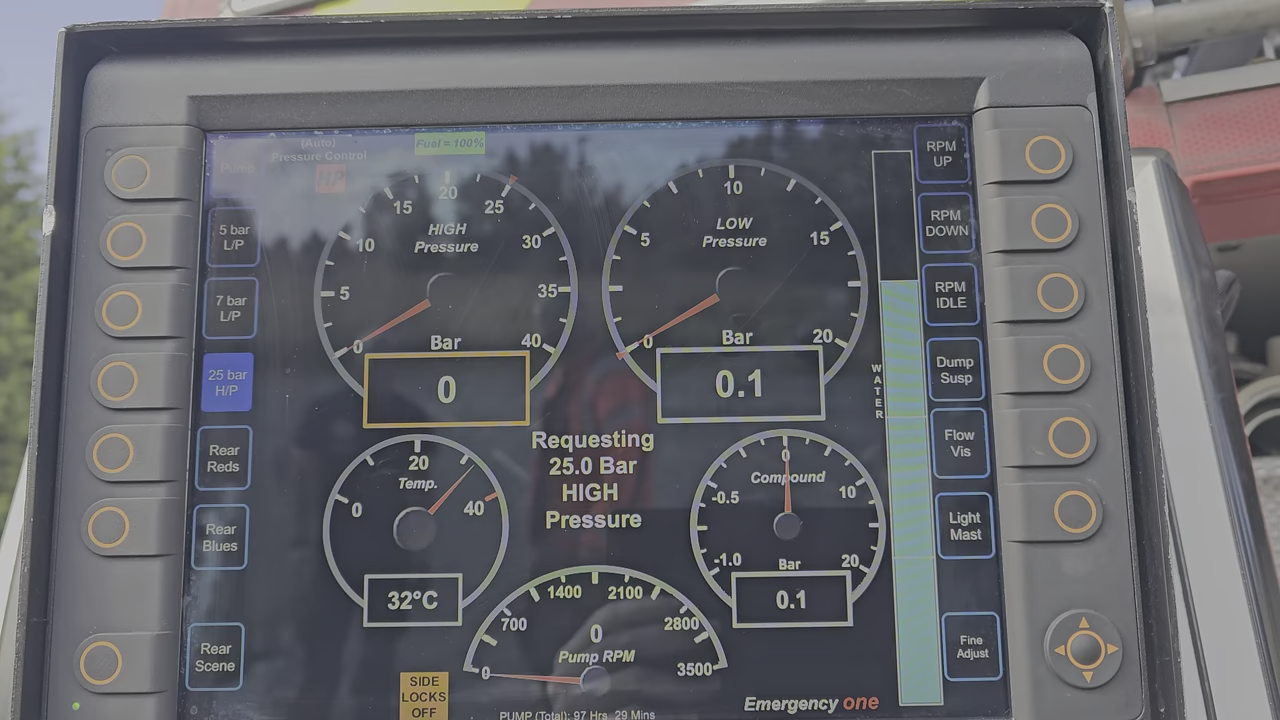 Pump
(Auto)
Pressure Control
HP
Fuel = 100%
5 bar
L/P
7 bar
L/P
25 bar
H/P
Rear
Reds
Rear
Blues
Rear
Scene
0
5
10
15
20
25
30
35
40
HIGH
Pressure
Bar
0
0
5
10
15
20
LOW
Pressure
Bar
0.1
WATER
RPM
UP
RPM
DOWN
RPM
IDLE
Dump
Susp
Flow
Vis
Light
Mast
Fine
Adjust
Requesting
25.0 Bar
HIGH
Pressure
0
20
40
Temp.
32°C
-1.0
-0.5
0
10
20
Compound
Bar
0.1
0
700
1400
2100
2800
3500
0
Pump RPM
SIDE
LOCKS
OFF
PUMP (Total): 97 Hrs, 29 Mins
Emergency one